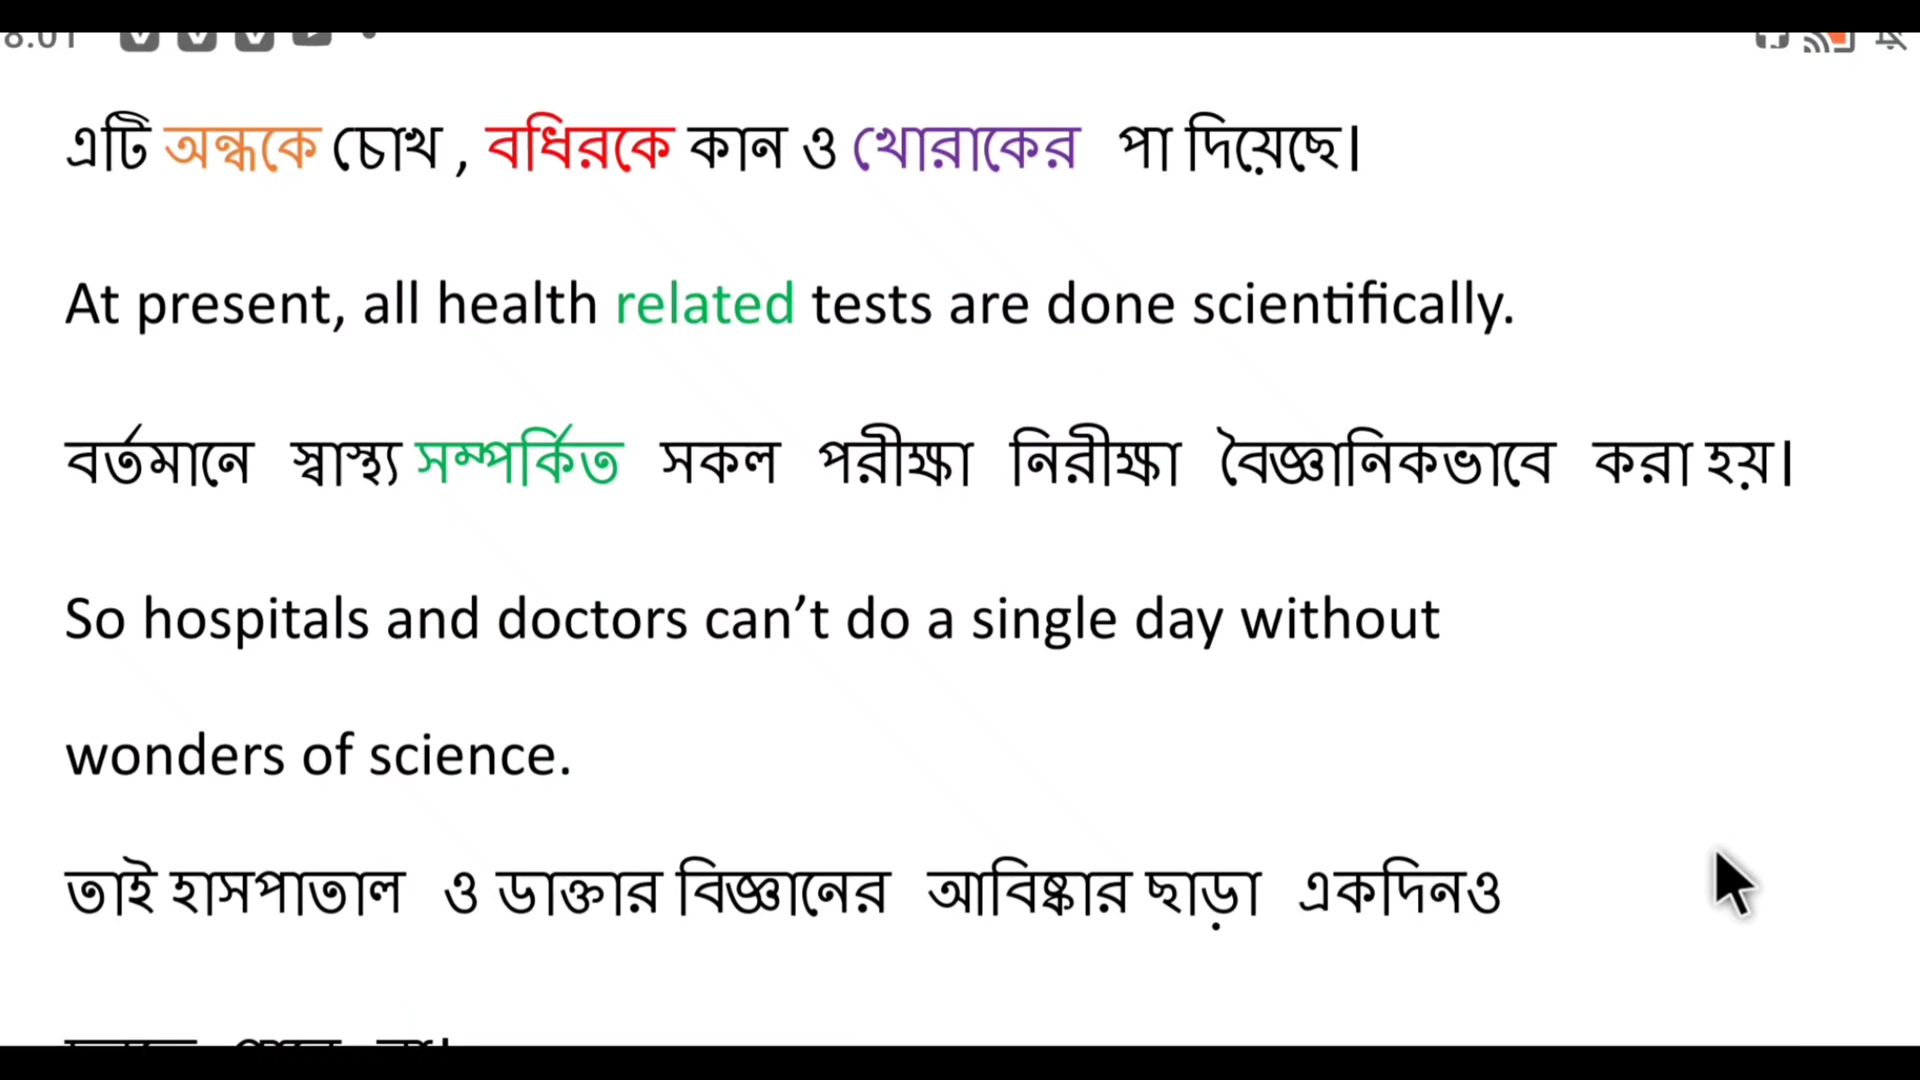 এটি অন্ধকে চোখ , বধিরকে কান ও খোরাকের পা দিয়েছে।
At present, all health related tests are done scientifically.
বর্তমানে স্বাস্থ্য সম্পর্কিত সকল পরীক্ষা নিরীক্ষা বৈজ্ঞানিকভাবে করা হয়।
So hospitals and doctors can’t do a single day without
wonders of science.
তাই হাসপাতাল ও ডাক্তার বিজ্ঞানের আবিষ্কার ছাড়া একদিনও